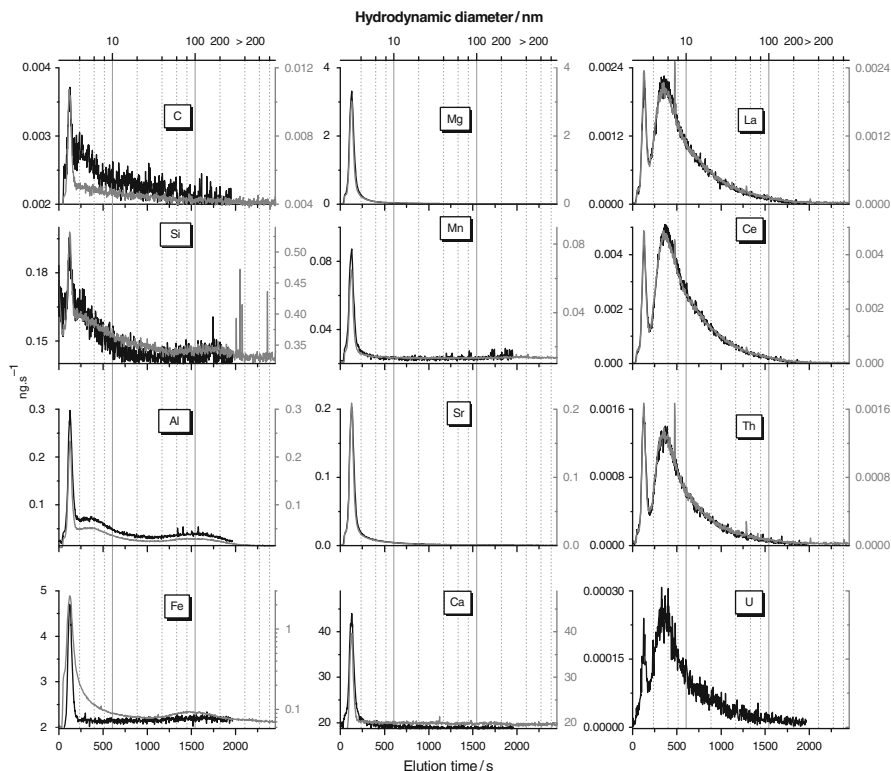 Hydrodynamic diameter / nm
10 100 200 > 200
10 100 200 > 200
10 100 200 > 200
0.004 0.012 4 4 0.0024 0.0024
C Mg La
0.003 0.010 0.008 0.006 2 2 0.0012 0.0012
0.002 0.004 0 0 0.0000 0.0000
Si Mn Ce
0.18 0.50 0.45 0.40 0.35 0.30 0.08 0.08 0.004 0.004
0.002 0.002
0.15 0.04 0.04 0.000 0.000
ng.s−1
0.3 0.3 0.2 0.2 0.0016 0.0016
Al Sr Th
0.2 0.2 0.1 0.1 0.0008 0.0008
0.1 0.1 0.0 0.0 0.0000 0.0000
5 0.00030
Fe Ca U
4 1 40 40
3 30 30 0.00015
0.1
2 20 20 0.00000
0 500 1000 1500 2000 0 500 1000 1500 2000 0 500 1000 1500 2000
Elution time / s